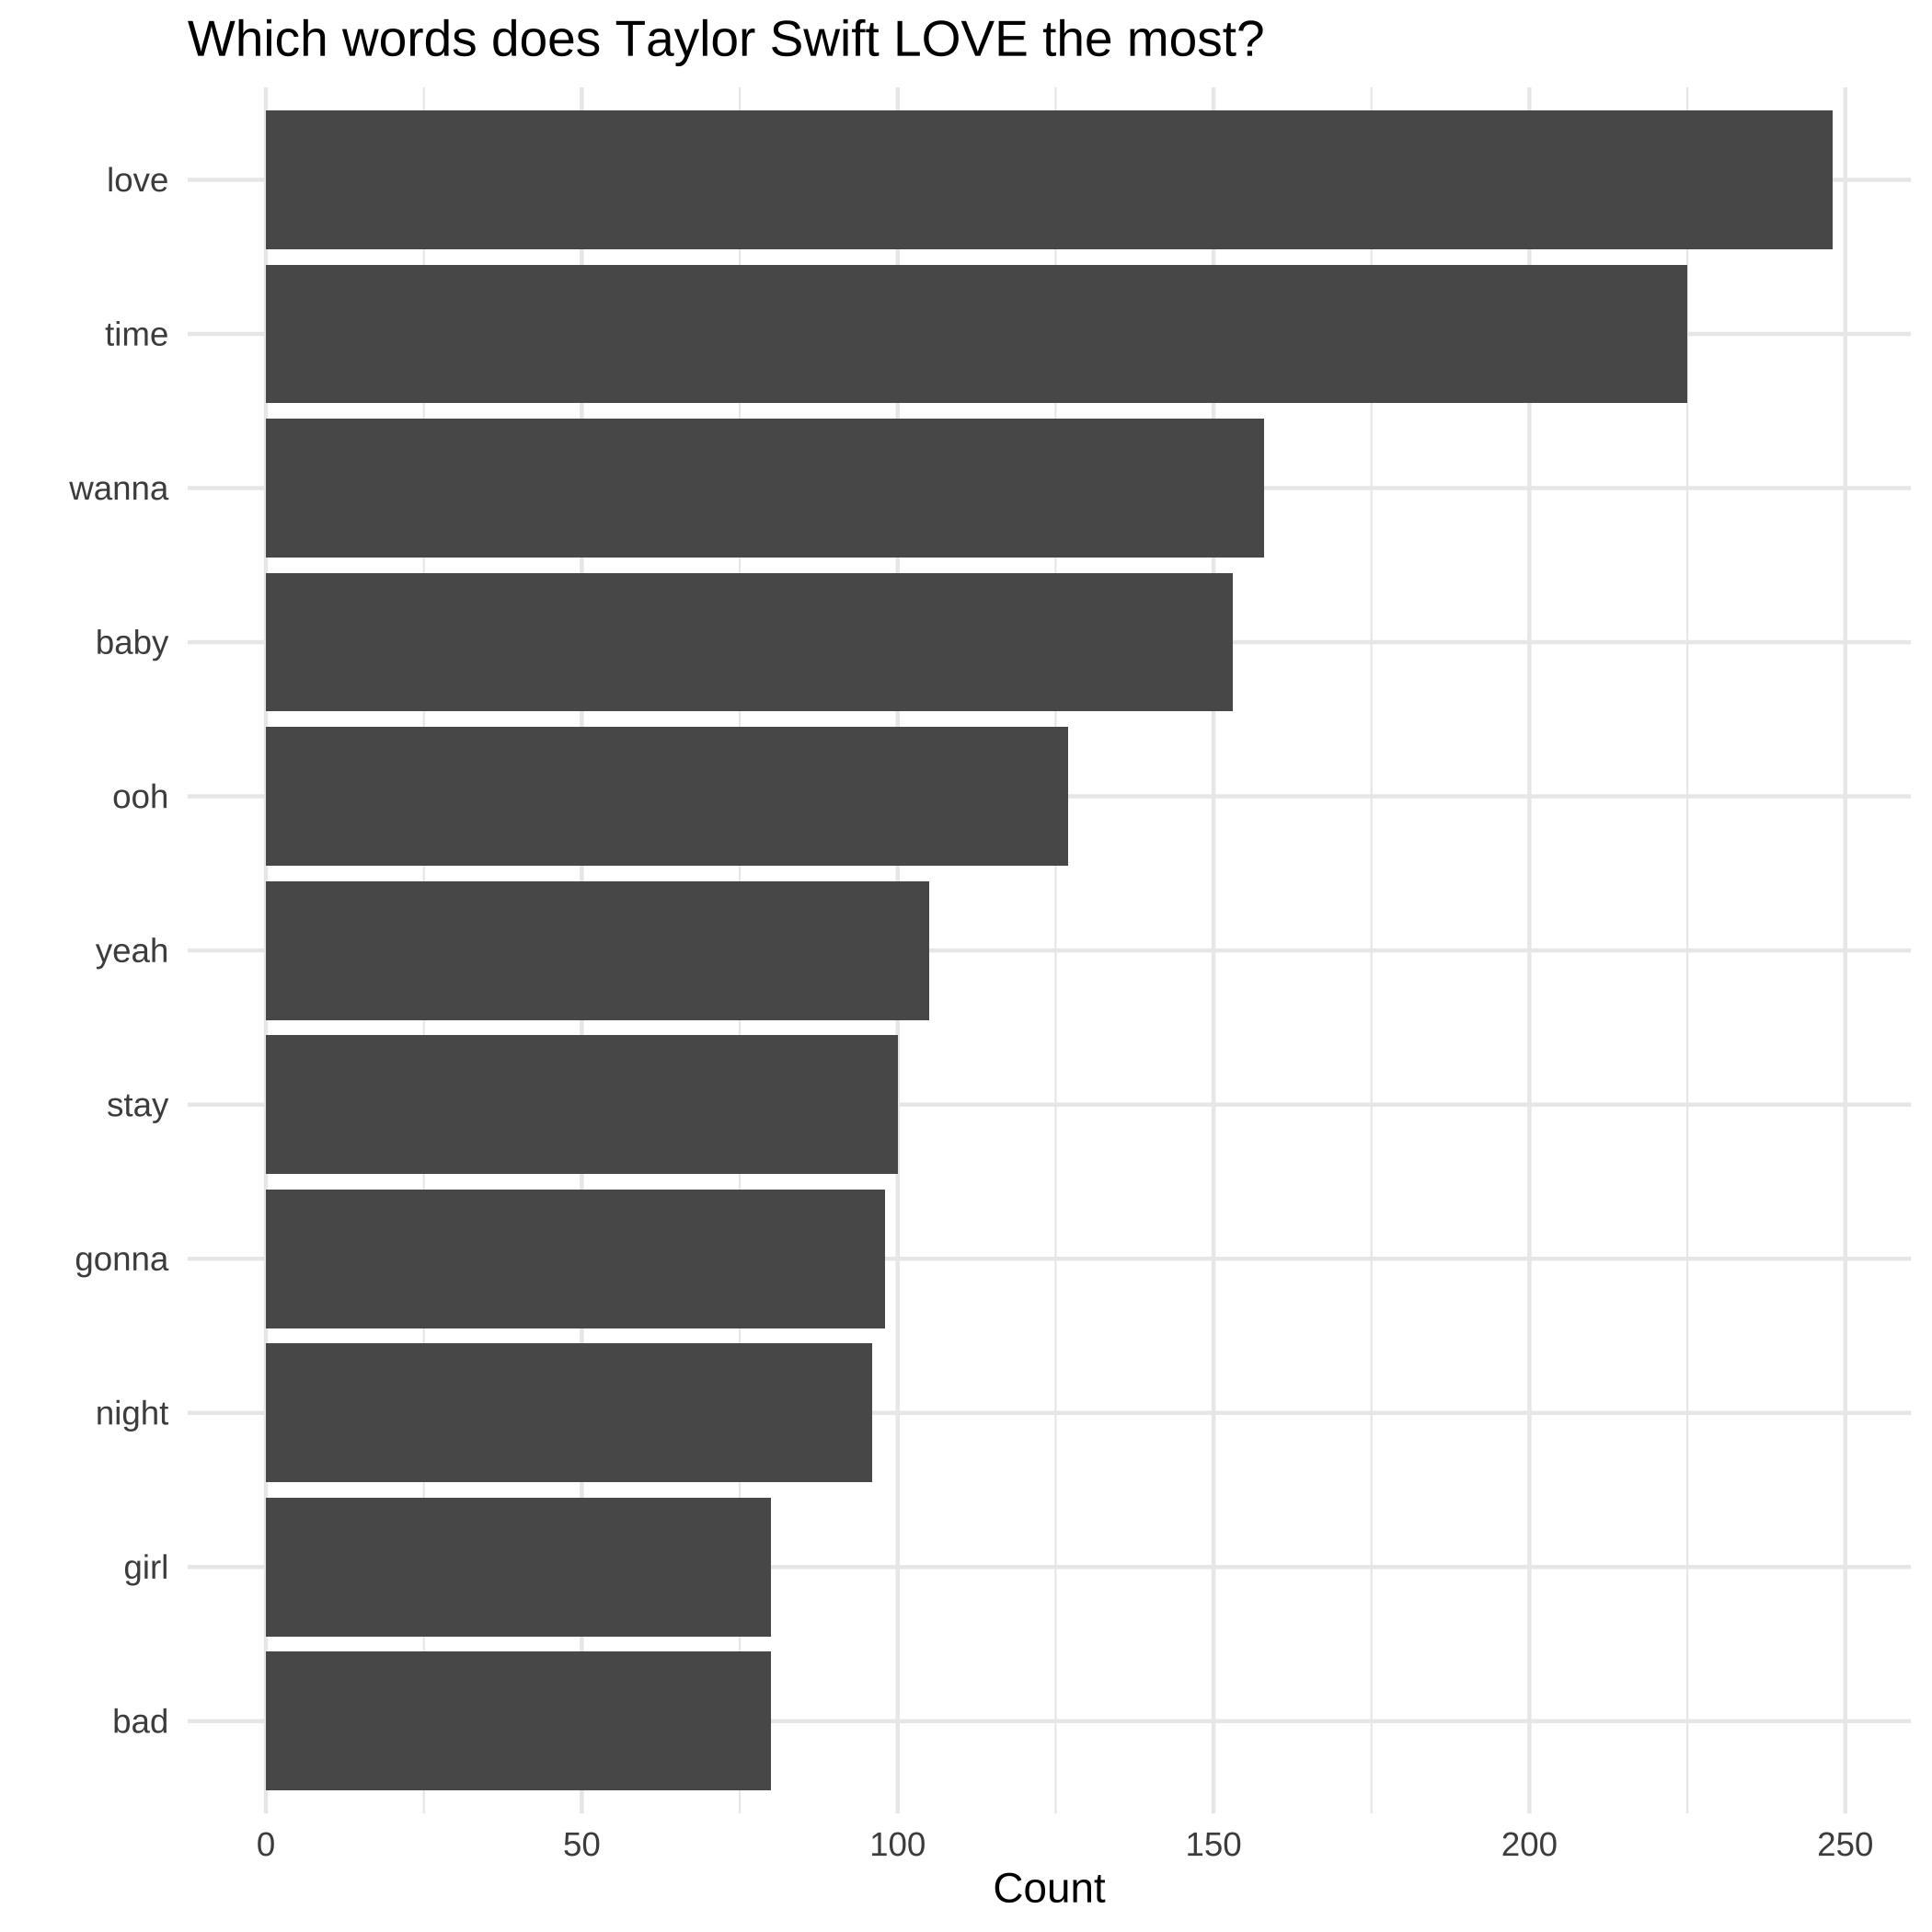 Which words does Taylor Swift LOVE the most?
love
time
wanna
baby
ooh
yeah
stay
gonna
night
girl
bad
0 50 100 150 200 250
Count